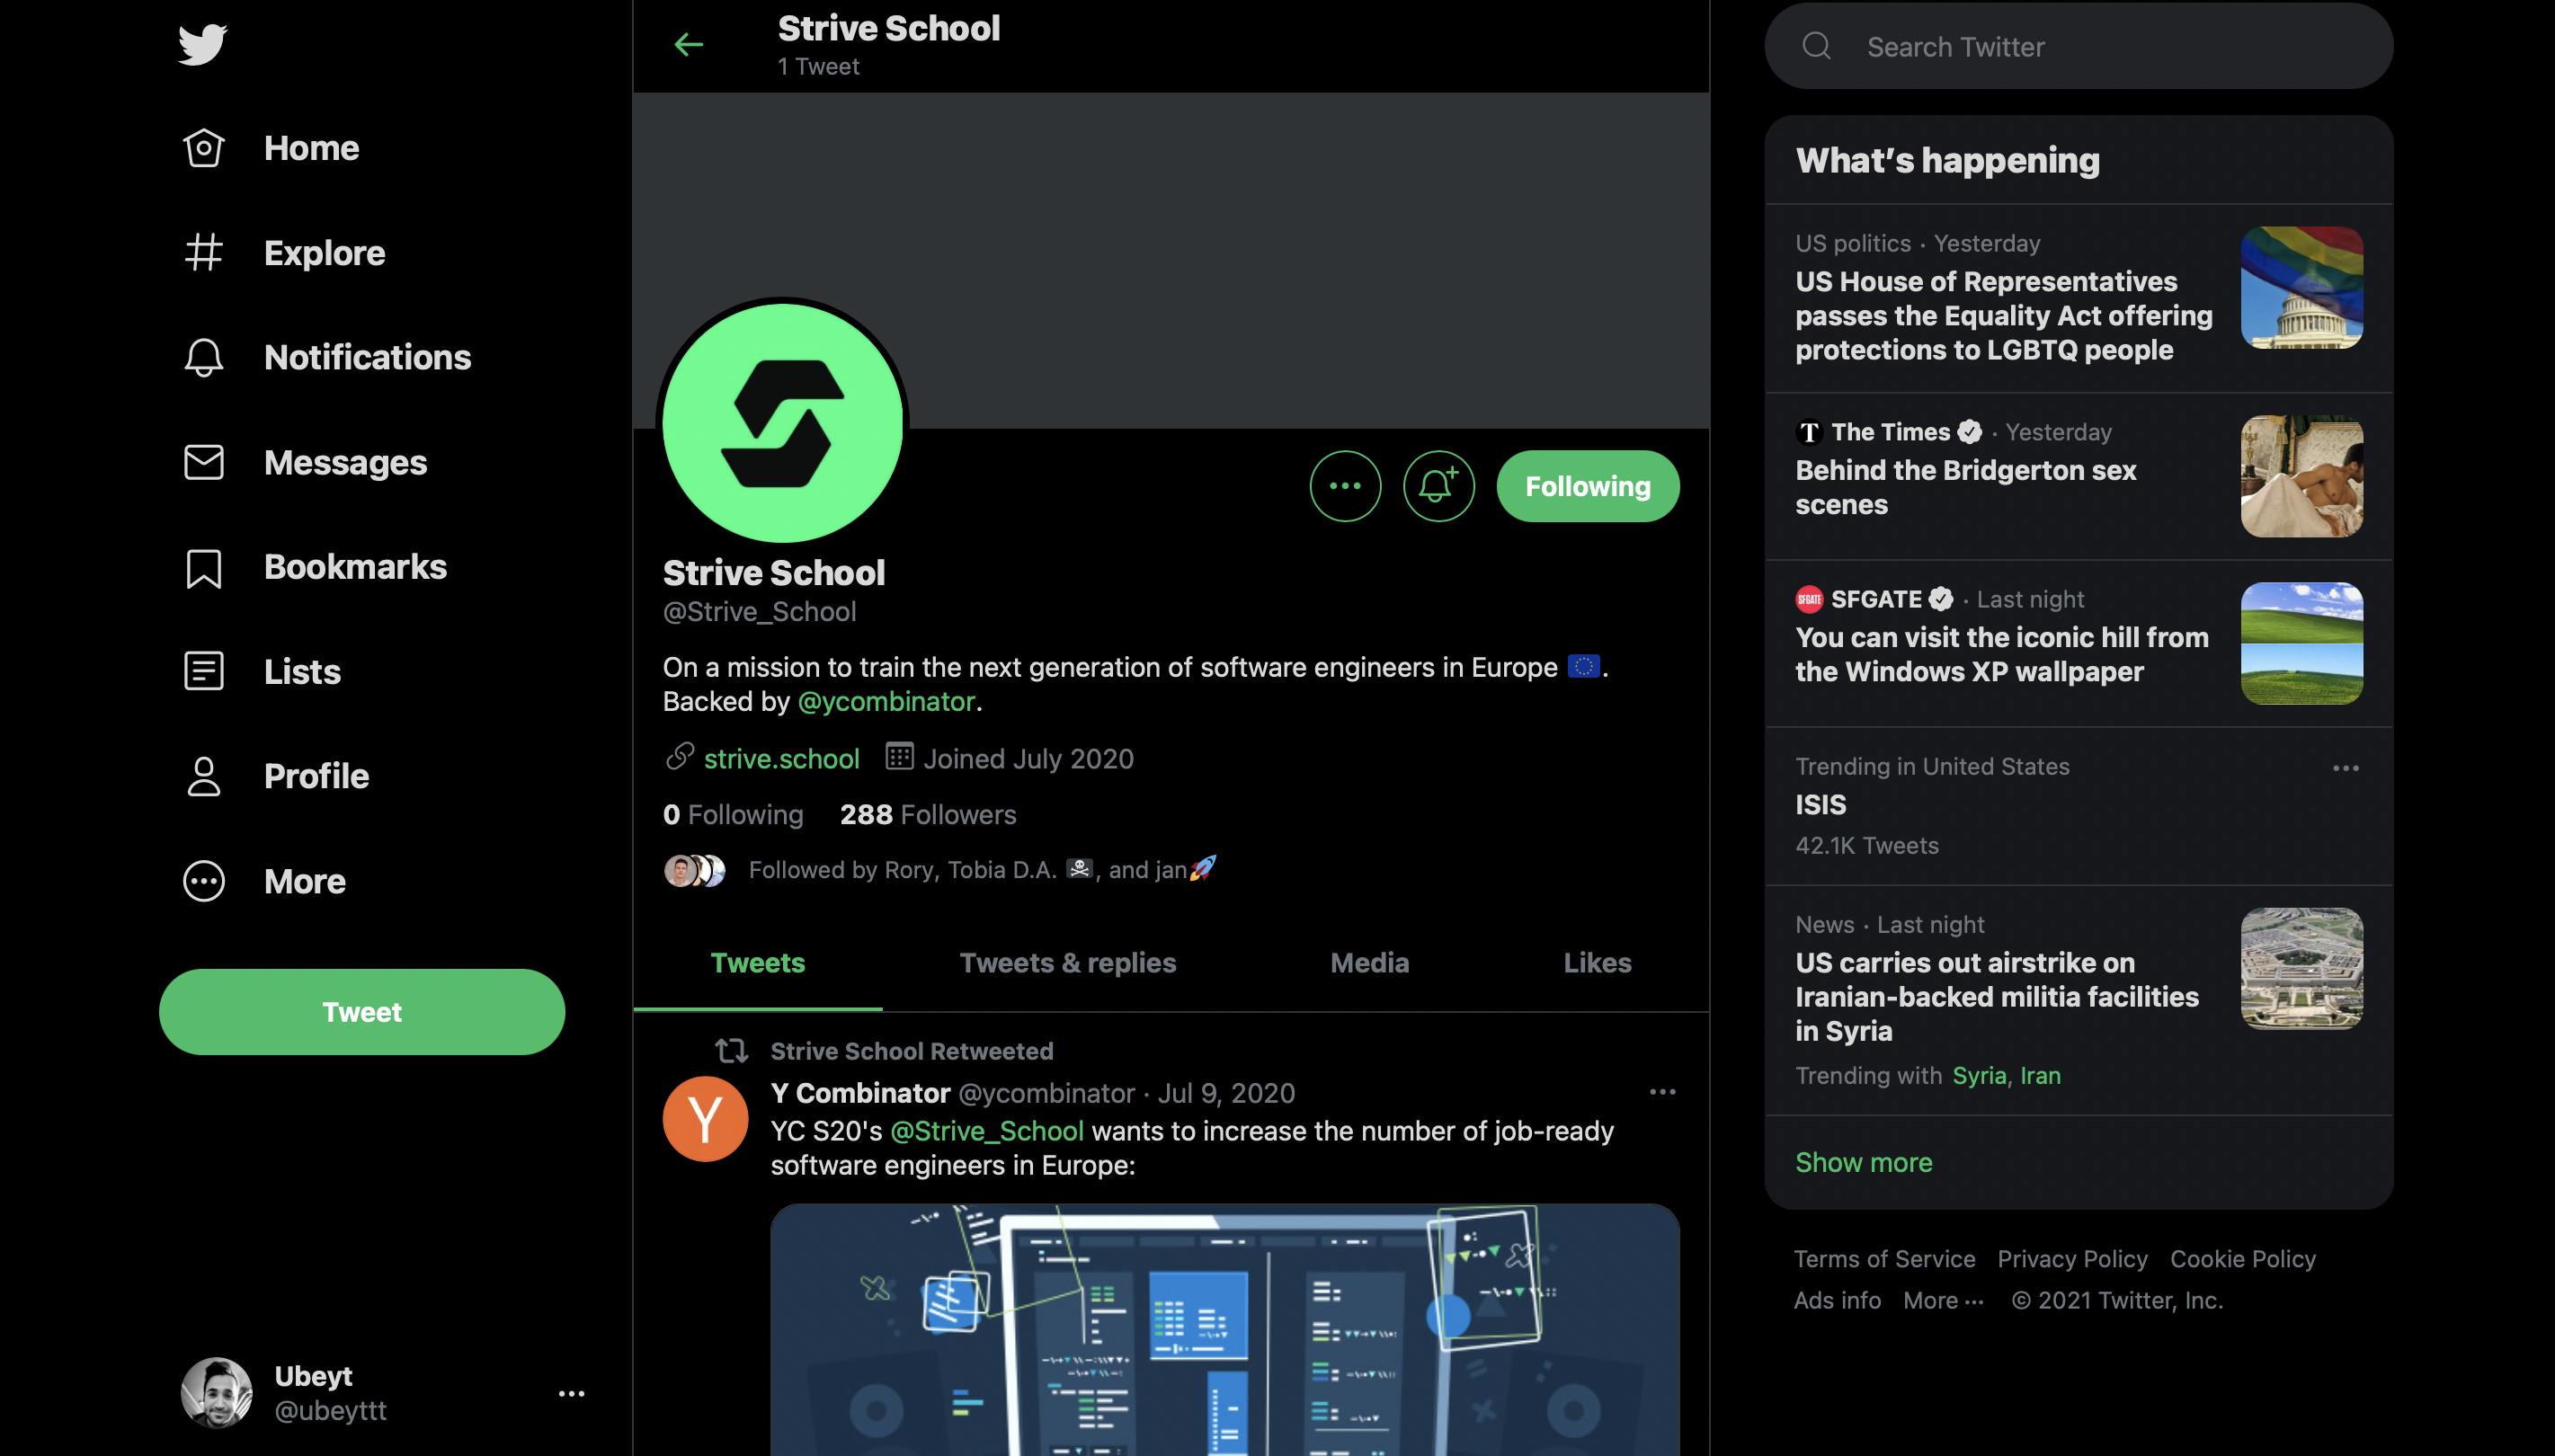 Home
Explore
Notifications
Messages
Bookmarks
Lists
Profile
More
Tweet
Ubeyt
@ubeyttt
Strive School
1 Tweet
Following
Strive School
@Strive_School
On a mission to train the next generation of software engineers in Europe 🇪🇺.
Backed by @ycombinator.
strive.school Joined July 2020
0 Following 288 Followers
Followed by Rory, Tobia D.A. 🏴‍☠️, and jan🚀
Tweets Tweets & replies Media Likes
Strive School Retweeted
Y Combinator @ycombinator · Jul 9, 2020
YC S20's @Strive_School wants to increase the number of job-ready
software engineers in Europe:
Search Twitter
What's happening
US politics · Yesterday
US House of Representatives
passes the Equality Act offering
protections to LGBTQ people
The Times · Yesterday
Behind the Bridgerton sex
scenes
SFGATE SFGATE · Last night
You can visit the iconic hill from
the Windows XP wallpaper
Trending in United States
ISIS
42.1K Tweets
News · Last night
US carries out airstrike on
Iranian-backed militia facilities
in Syria
Trending with Syria, Iran
Show more
Terms of Service Privacy Policy Cookie Policy
Ads info More ··· © 2021 Twitter, Inc.